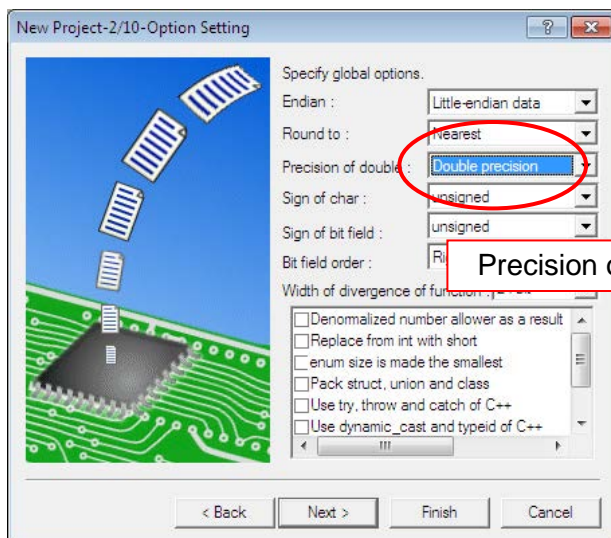 New Project-2/10-Option Setting
Specify global options.
Endian : Little-endian data
Round to : Nearest
Precision of double : Double precision
Sign of char : unsigned
Sign of bit field : unsigned
Bit field order :
Precision
Width of divergence of function :
Denormalized number allower as a result
Replace from int with short
enum size is made the smallest
Pack struct, union and class
Use try, throw and catch of C++
Use dynamic_cast and typeid of C++
< Back Next > Finish Cancel